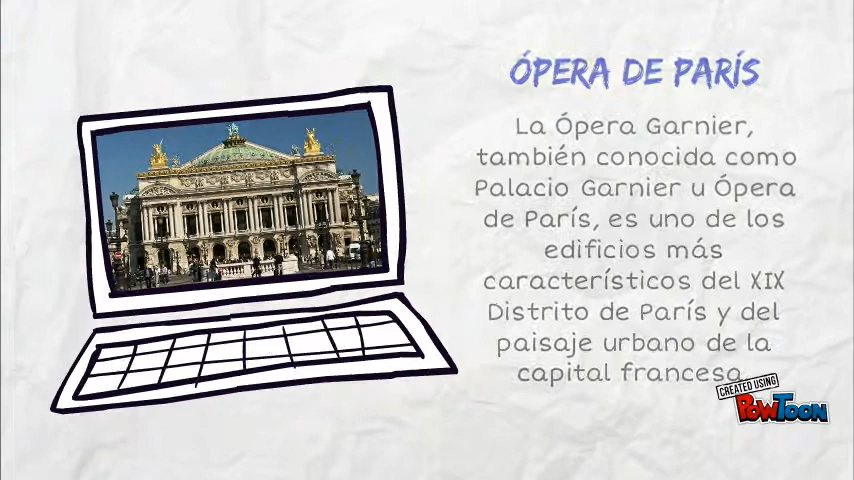 ÓPERA DE PARÍS
La Ópera Garnier,
también conocida como
Palacio Garnier u Ópera
de París, es uno de los
edificios más
característicos del XIX
Distrito de París y del
paisaje urbano de la
capital francesa.
CREATED USING
POWTOON